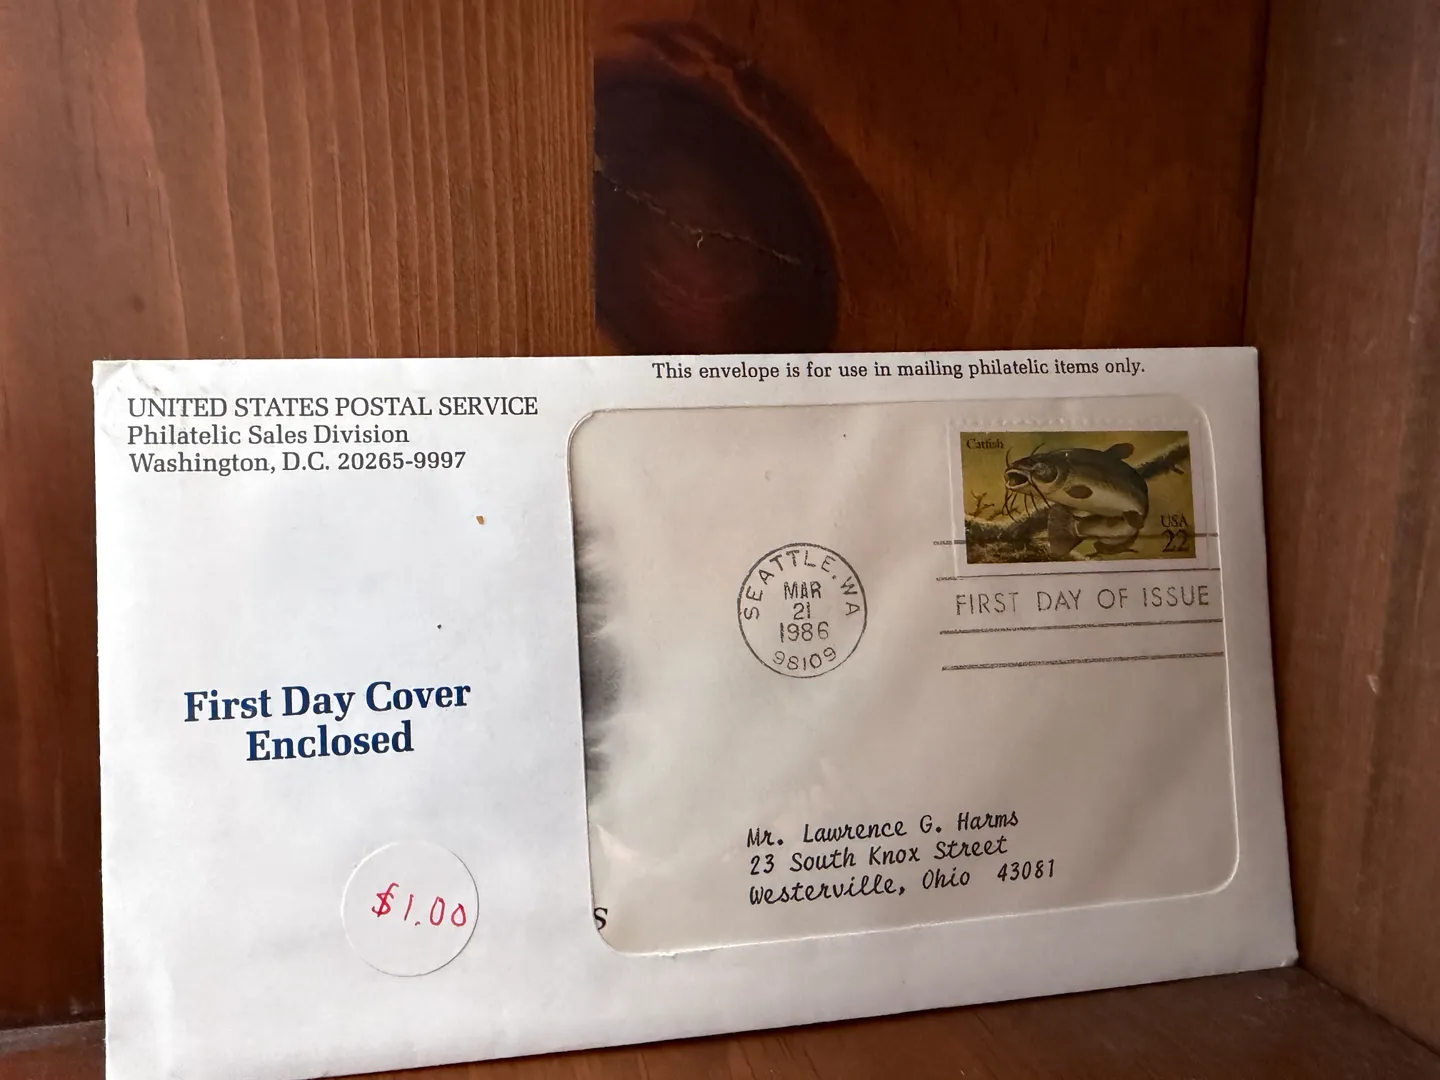 This envelope is for use in mailing philatelic items only.
UNITED STATES POSTAL SERVICE
Philatelic Sales Division
Washington, D.C. 20265-9997
Catfish
USA
22
SEATTLE, WA
MAR
21
1986
98109
FIRST DAY OF ISSUE
First Day Cover
Enclosed
Mr. Lawrence G. Harms
23 South Knox Street
Westerville, Ohio 43081
$1.00
S